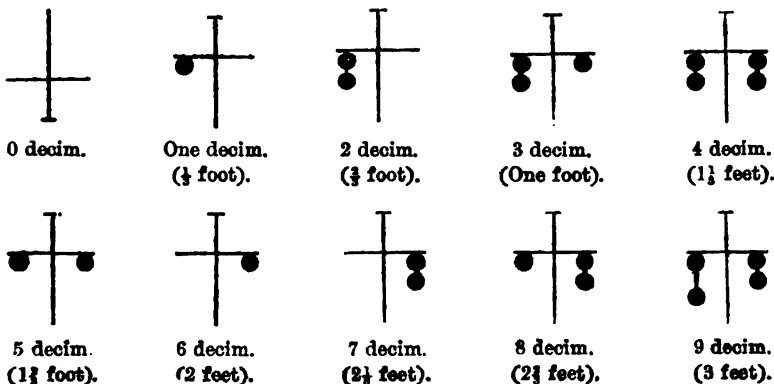 0 decim. One decim. 2 decim. 3 decim. 4 decim.
(⅓ foot). (⅔ foot). (One foot). (1⅓ feet).
5 decim. 6 decim. 7 decim. 8 decim. 9 decim.
(1⅔ foot). (2 feet). (2⅓ feet). (2⅔ feet). (3 feet).